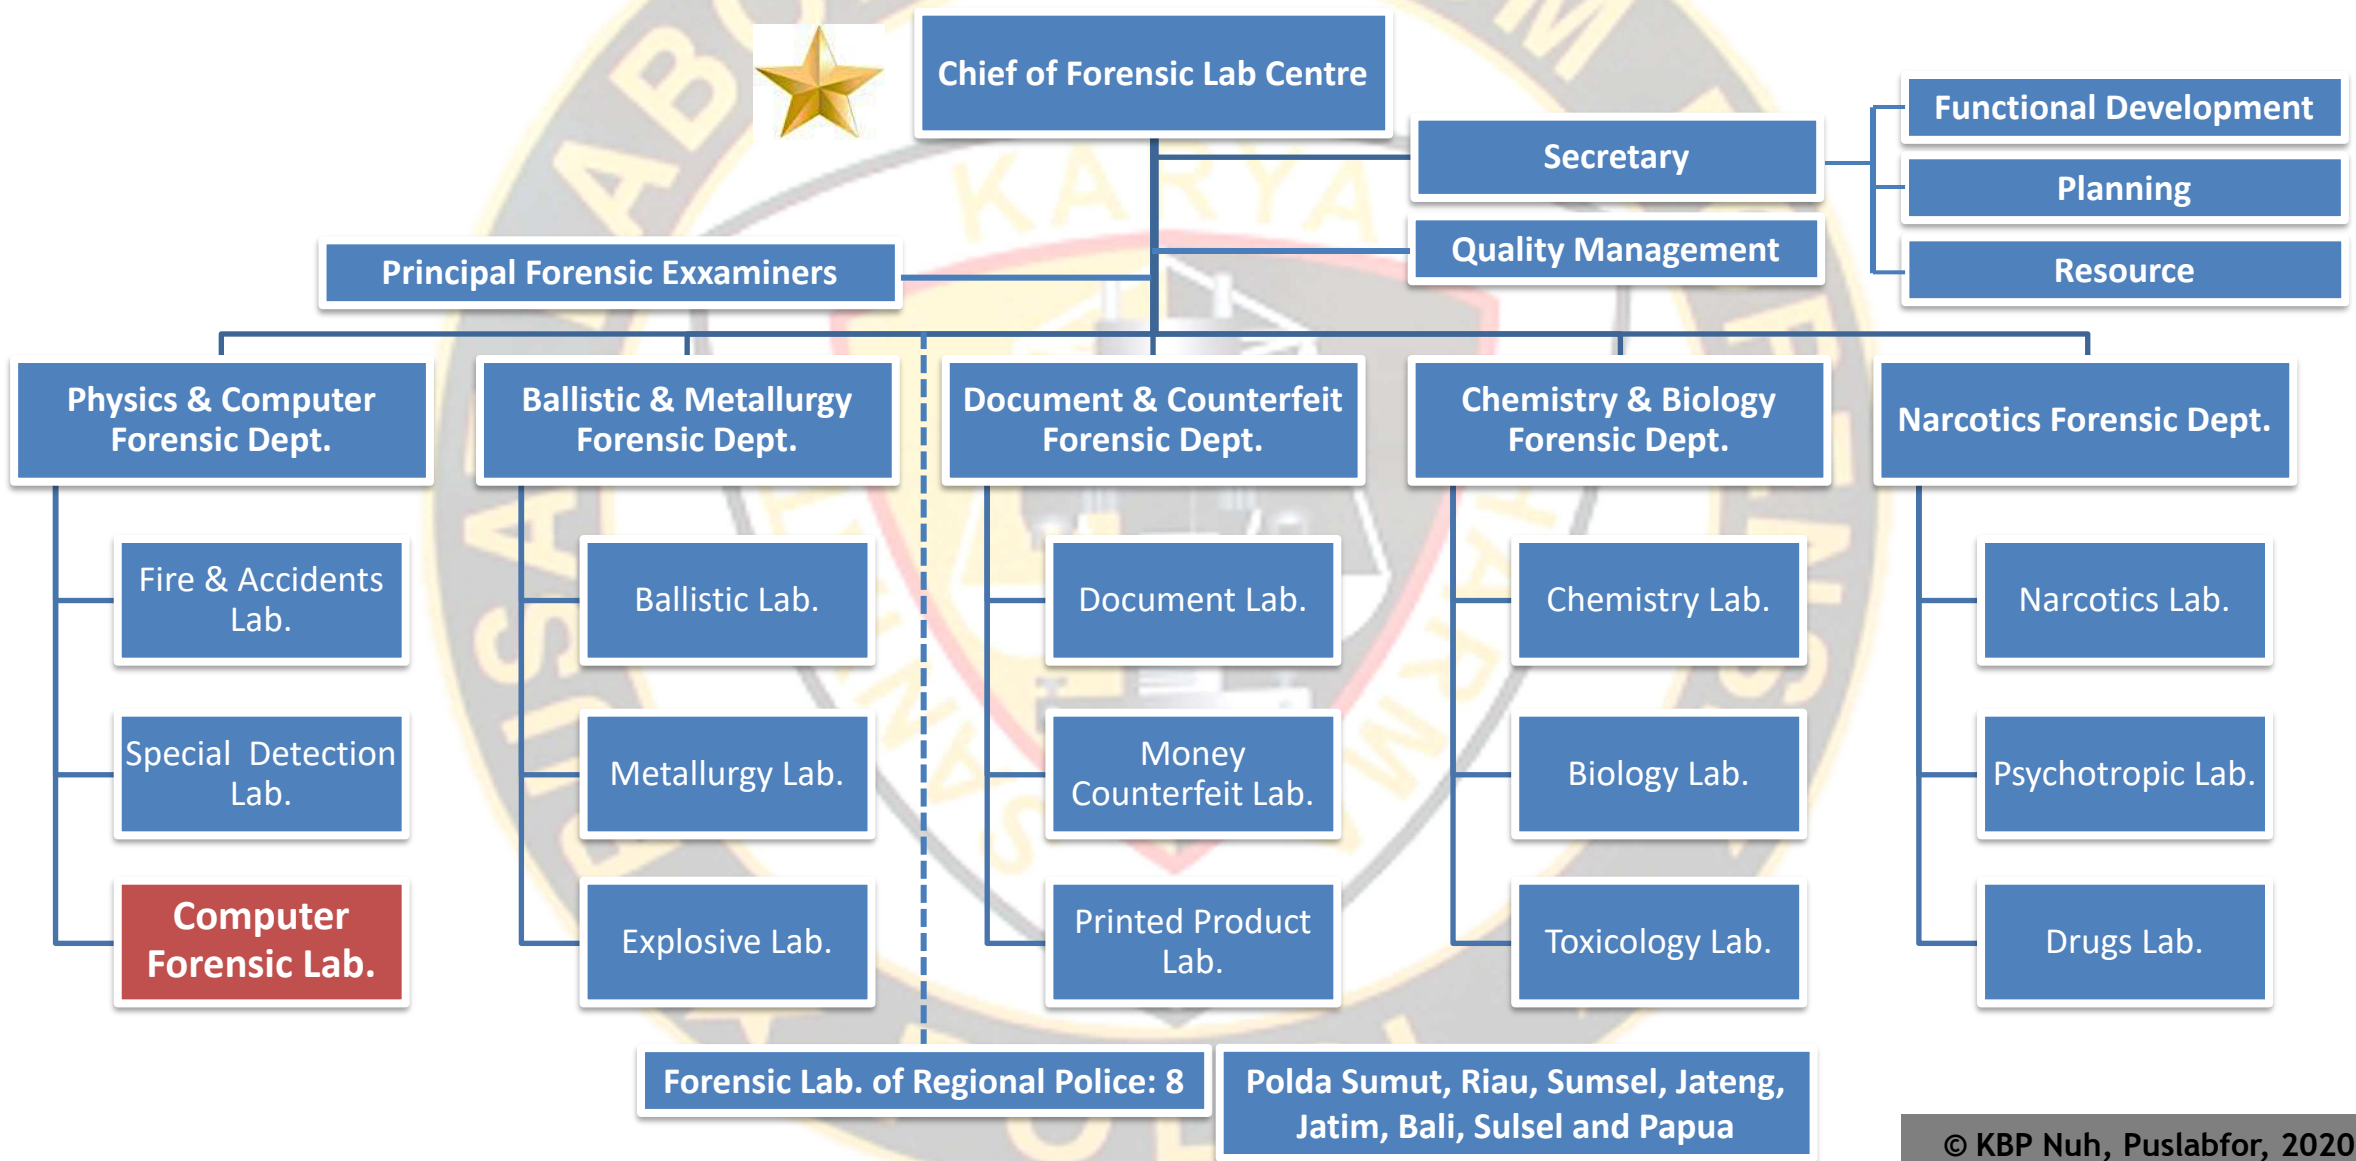 Chief of Forensic Lab Centre
Secretary
Functional Development
Planning
Resource
Quality Management
Principal Forensic Exxaminers
Physics & Computer
Forensic Dept.
Ballistic & Metallurgy
Forensic Dept.
Document & Counterfeit
Forensic Dept.
Chemistry & Biology
Forensic Dept.
Narcotics Forensic Dept.
Fire & Accidents
Lab.
Ballistic Lab.
Document Lab.
Chemistry Lab.
Narcotics Lab.
Special  Detection
Lab.
Metallurgy Lab.
Money
Counterfeit Lab.
Biology Lab.
Psychotropic Lab.
Computer
Forensic Lab.
Explosive Lab.
Printed Product
Lab.
Toxicology Lab.
Drugs Lab.
Forensic Lab. of Regional Police: 8
Polda Sumut, Riau, Sumsel, Jateng,
Jatim, Bali, Sulsel and Papua
© KBP Nuh, Puslabfor, 2020
KARYA